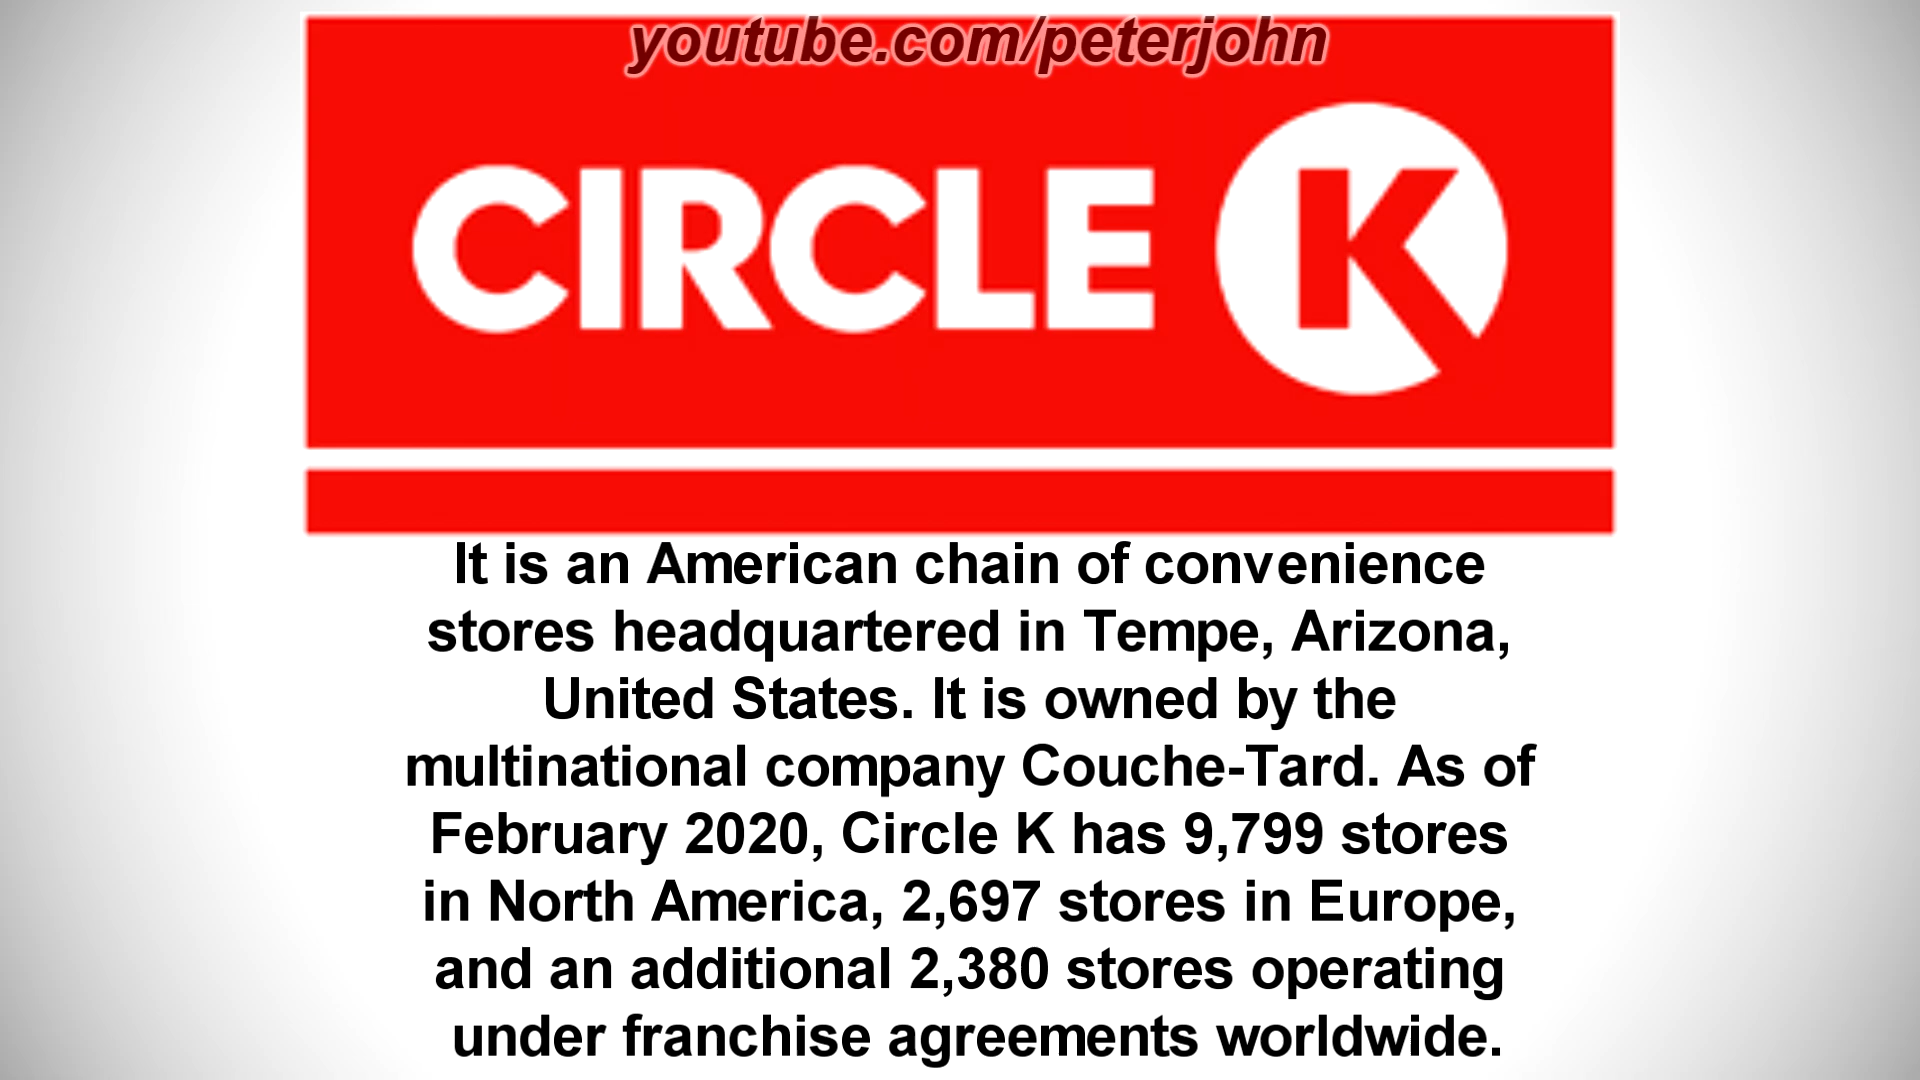 youtube.com/peterjohn
CIRCLE K
It is an American chain of convenience
stores headquartered in Tempe, Arizona,
United States. It is owned by the
multinational company Couche-Tard. As of
February 2020, Circle K has 9,799 stores
in North America, 2,697 stores in Europe,
and an additional 2,380 stores operating
under franchise agreements worldwide.